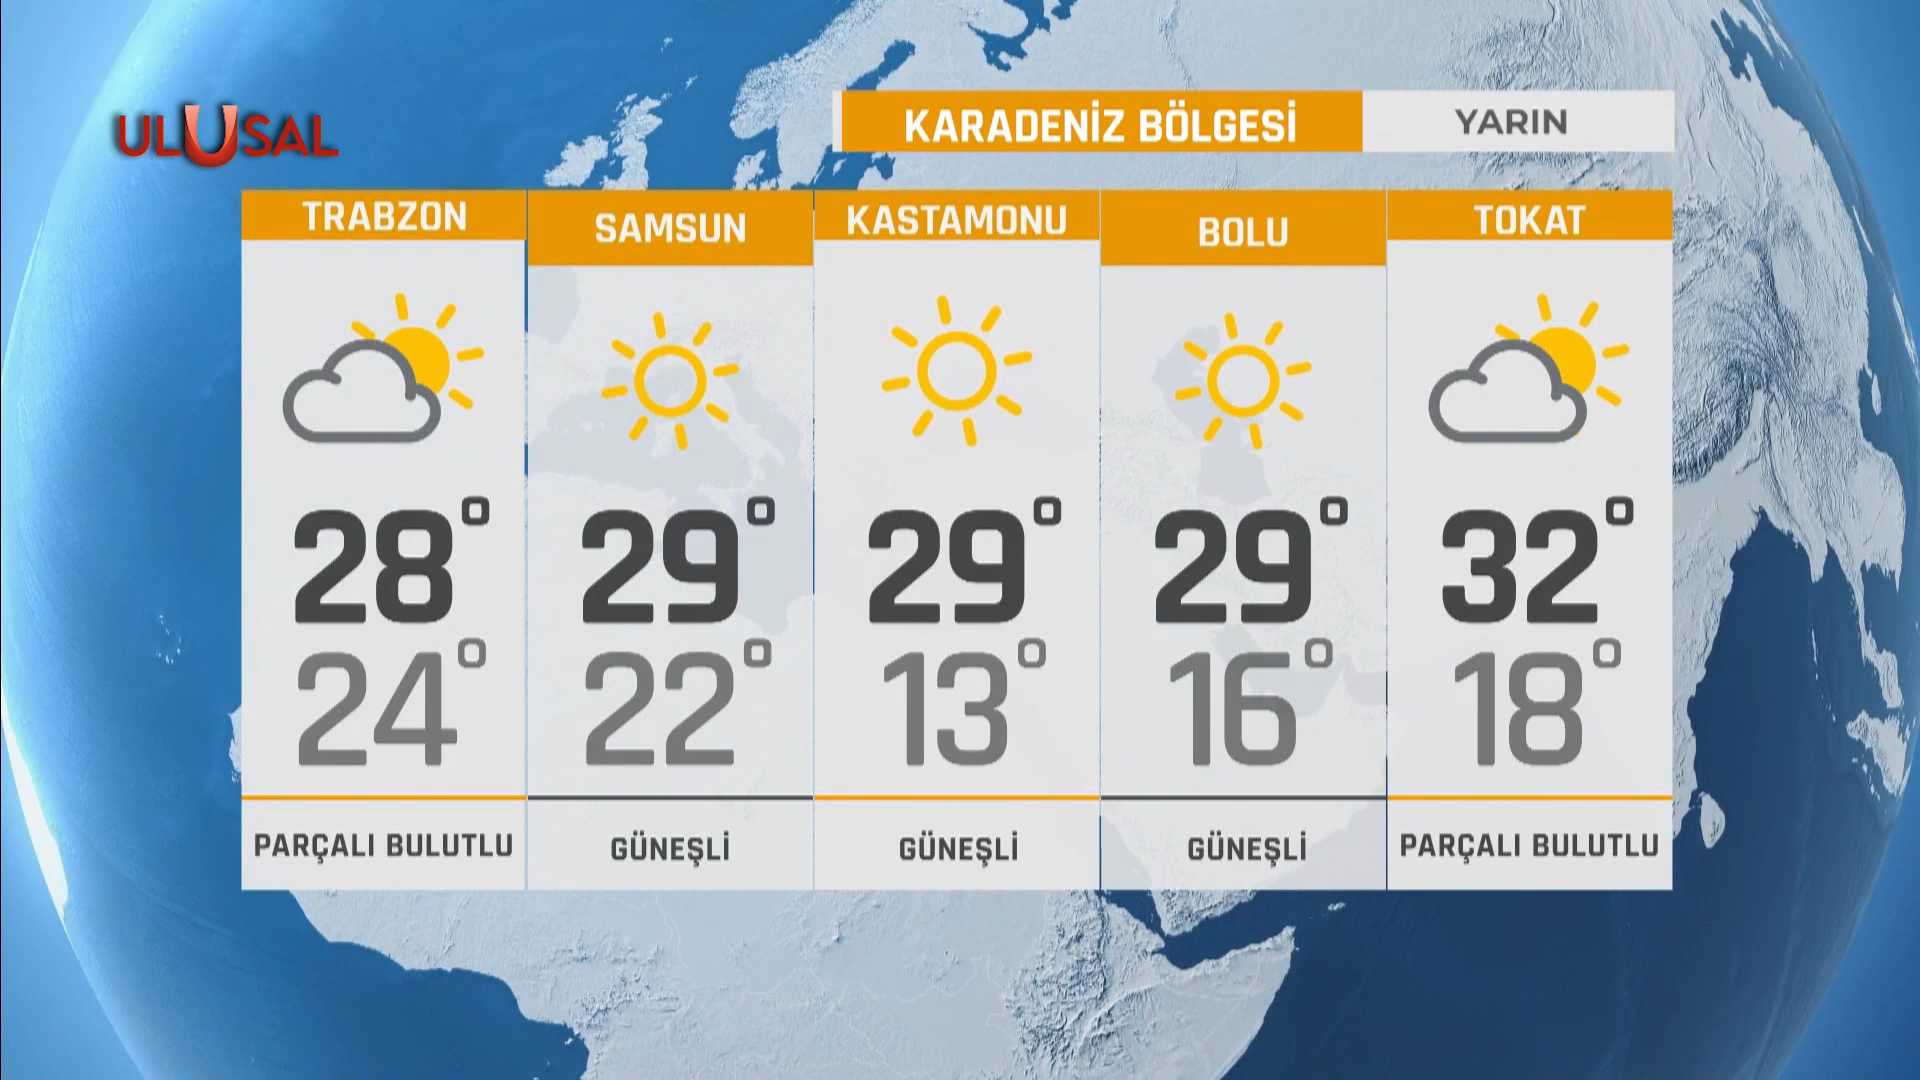 ULUSAL
KARADENİZ BÖLGESİ YARIN
TRABZON SAMSUN KASTAMONU BOLU TOKAT
28° 29° 29° 29° 32°
24° 22° 13° 16° 18°
PARÇALI BULUTLU GÜNEŞLİ GÜNEŞLİ GÜNEŞLİ PARÇALI BULUTLU